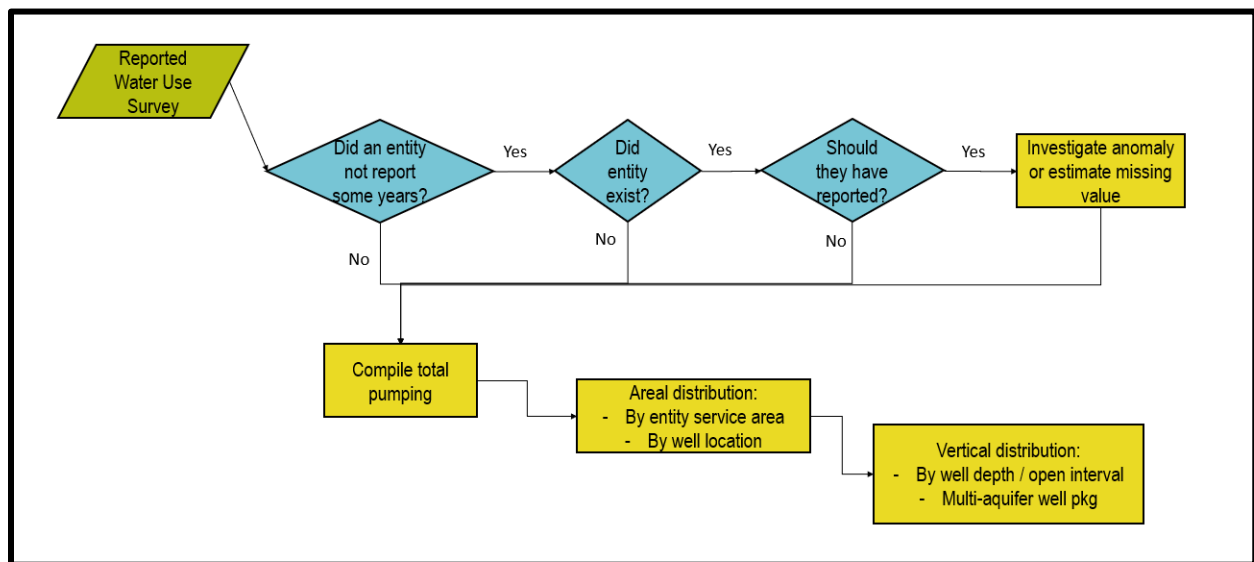 Reported
Water Use
Survey
Did an entity
not report
some years?
Yes
Did
entity
exist?
Yes
Should
they have
reported?
Yes
Investigate anomaly
or estimate missing
value
No
No
No
Compile total
pumping
Areal distribution:
- By entity service area
- By well location
Vertical distribution:
- By well depth / open interval
- Multi-aquifer well pkg